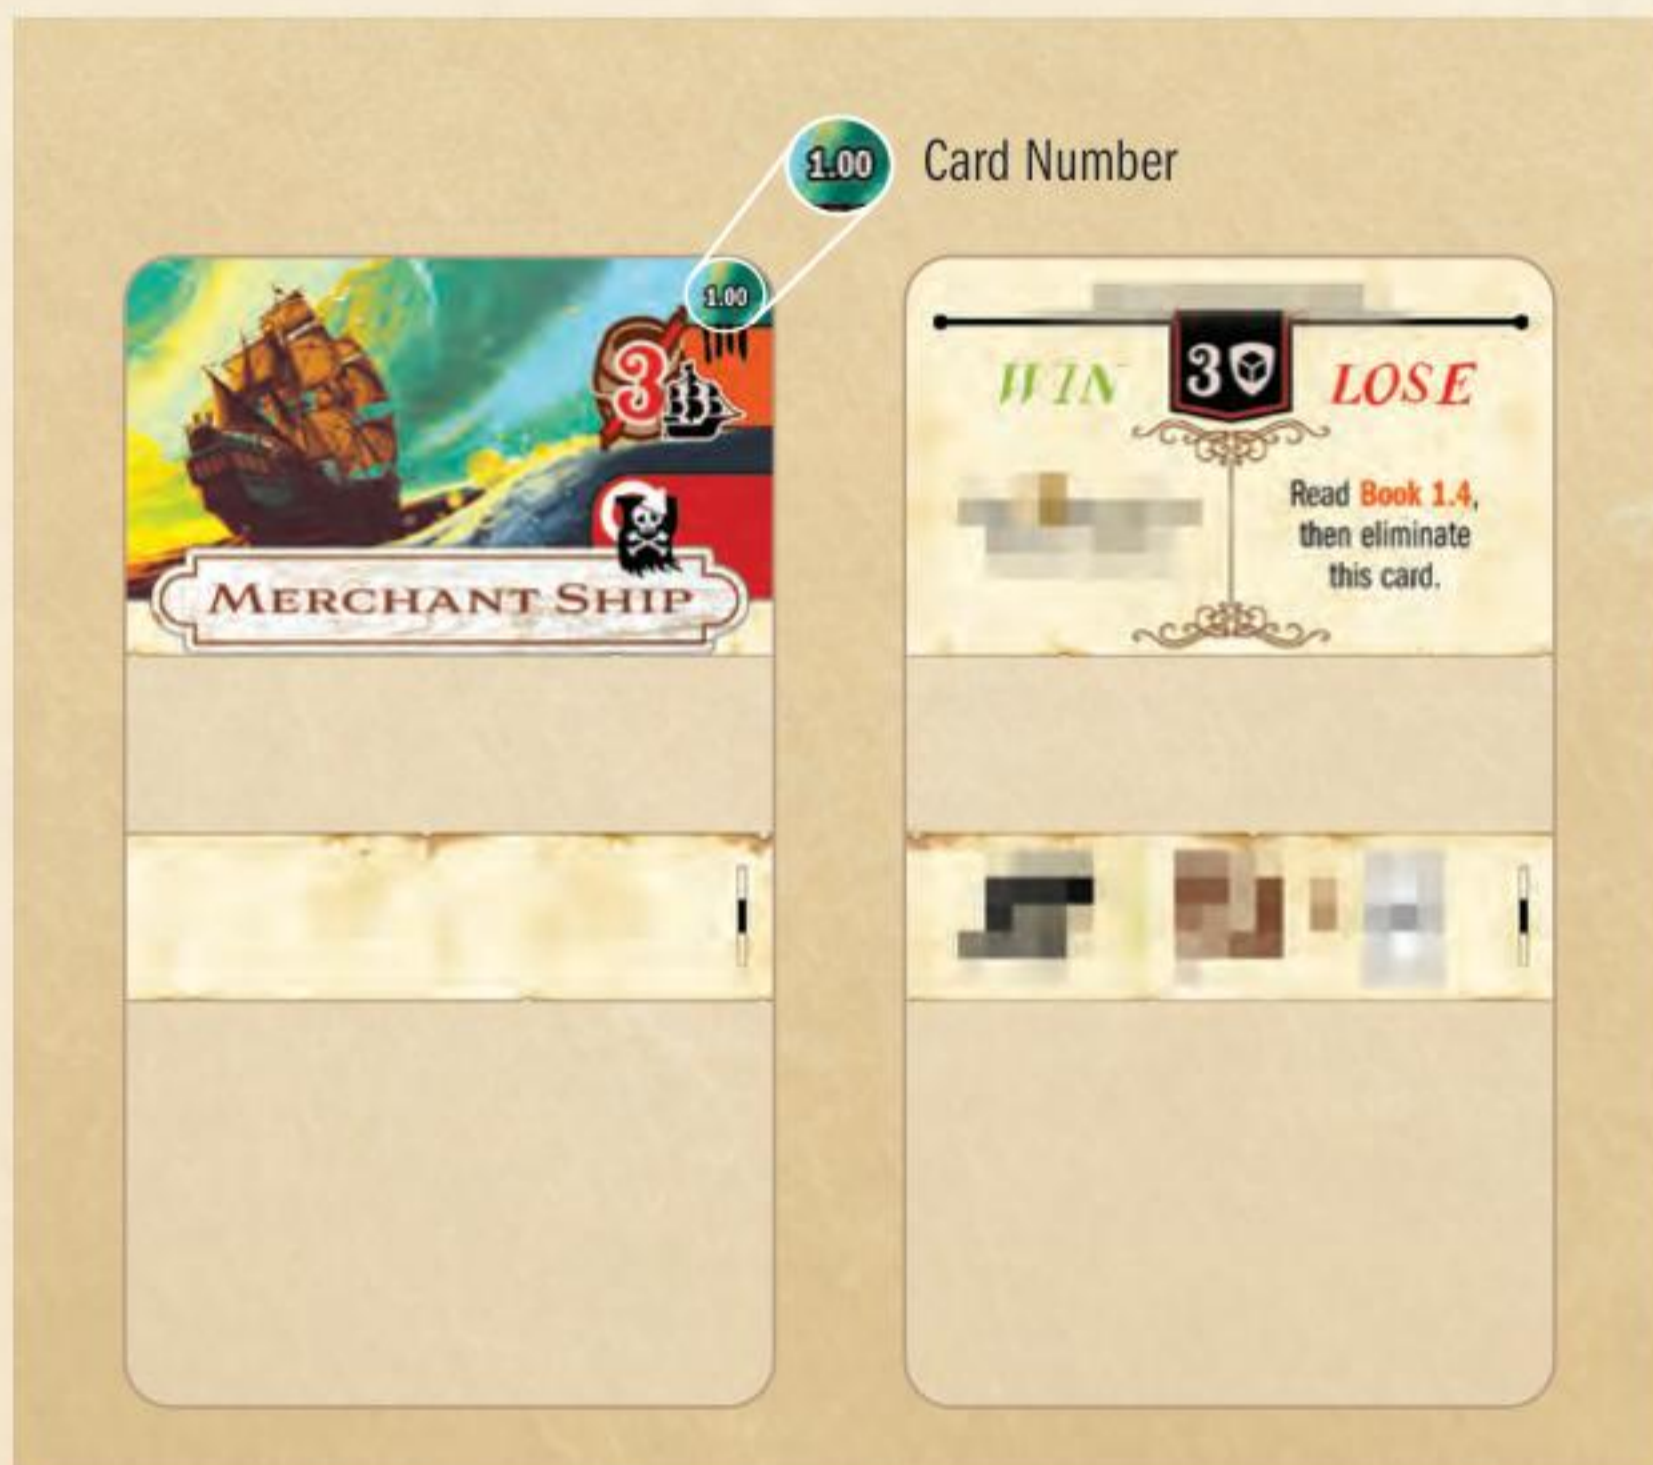 1.00 Card Number
1.00
3
MERCHANT SHIP
WIN 3 LOSE
Read Book 1.4,
then eliminate
this card.